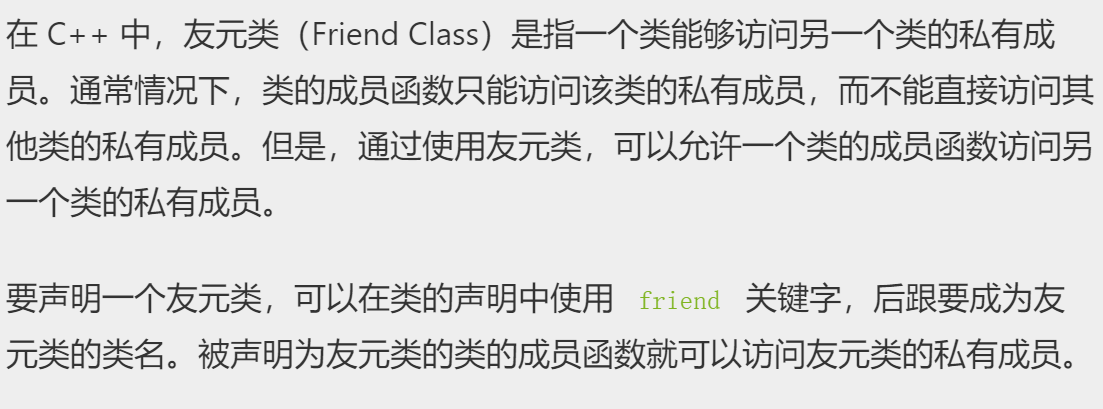 在 C++ 中，友元类（Friend Class）是指一个类能够访问另一个类的私有成
员。通常情况下，类的成员函数只能访问该类的私有成员，而不能直接访问其
他类的私有成员。但是，通过使用友元类，可以允许一个类的成员函数访问另
一个类的私有成员。
要声明一个友元类，可以在类的声明中使用 friend 关键字，后跟要成为友
元类的类名。被声明为友元类的类的成员函数就可以访问友元类的私有成员。